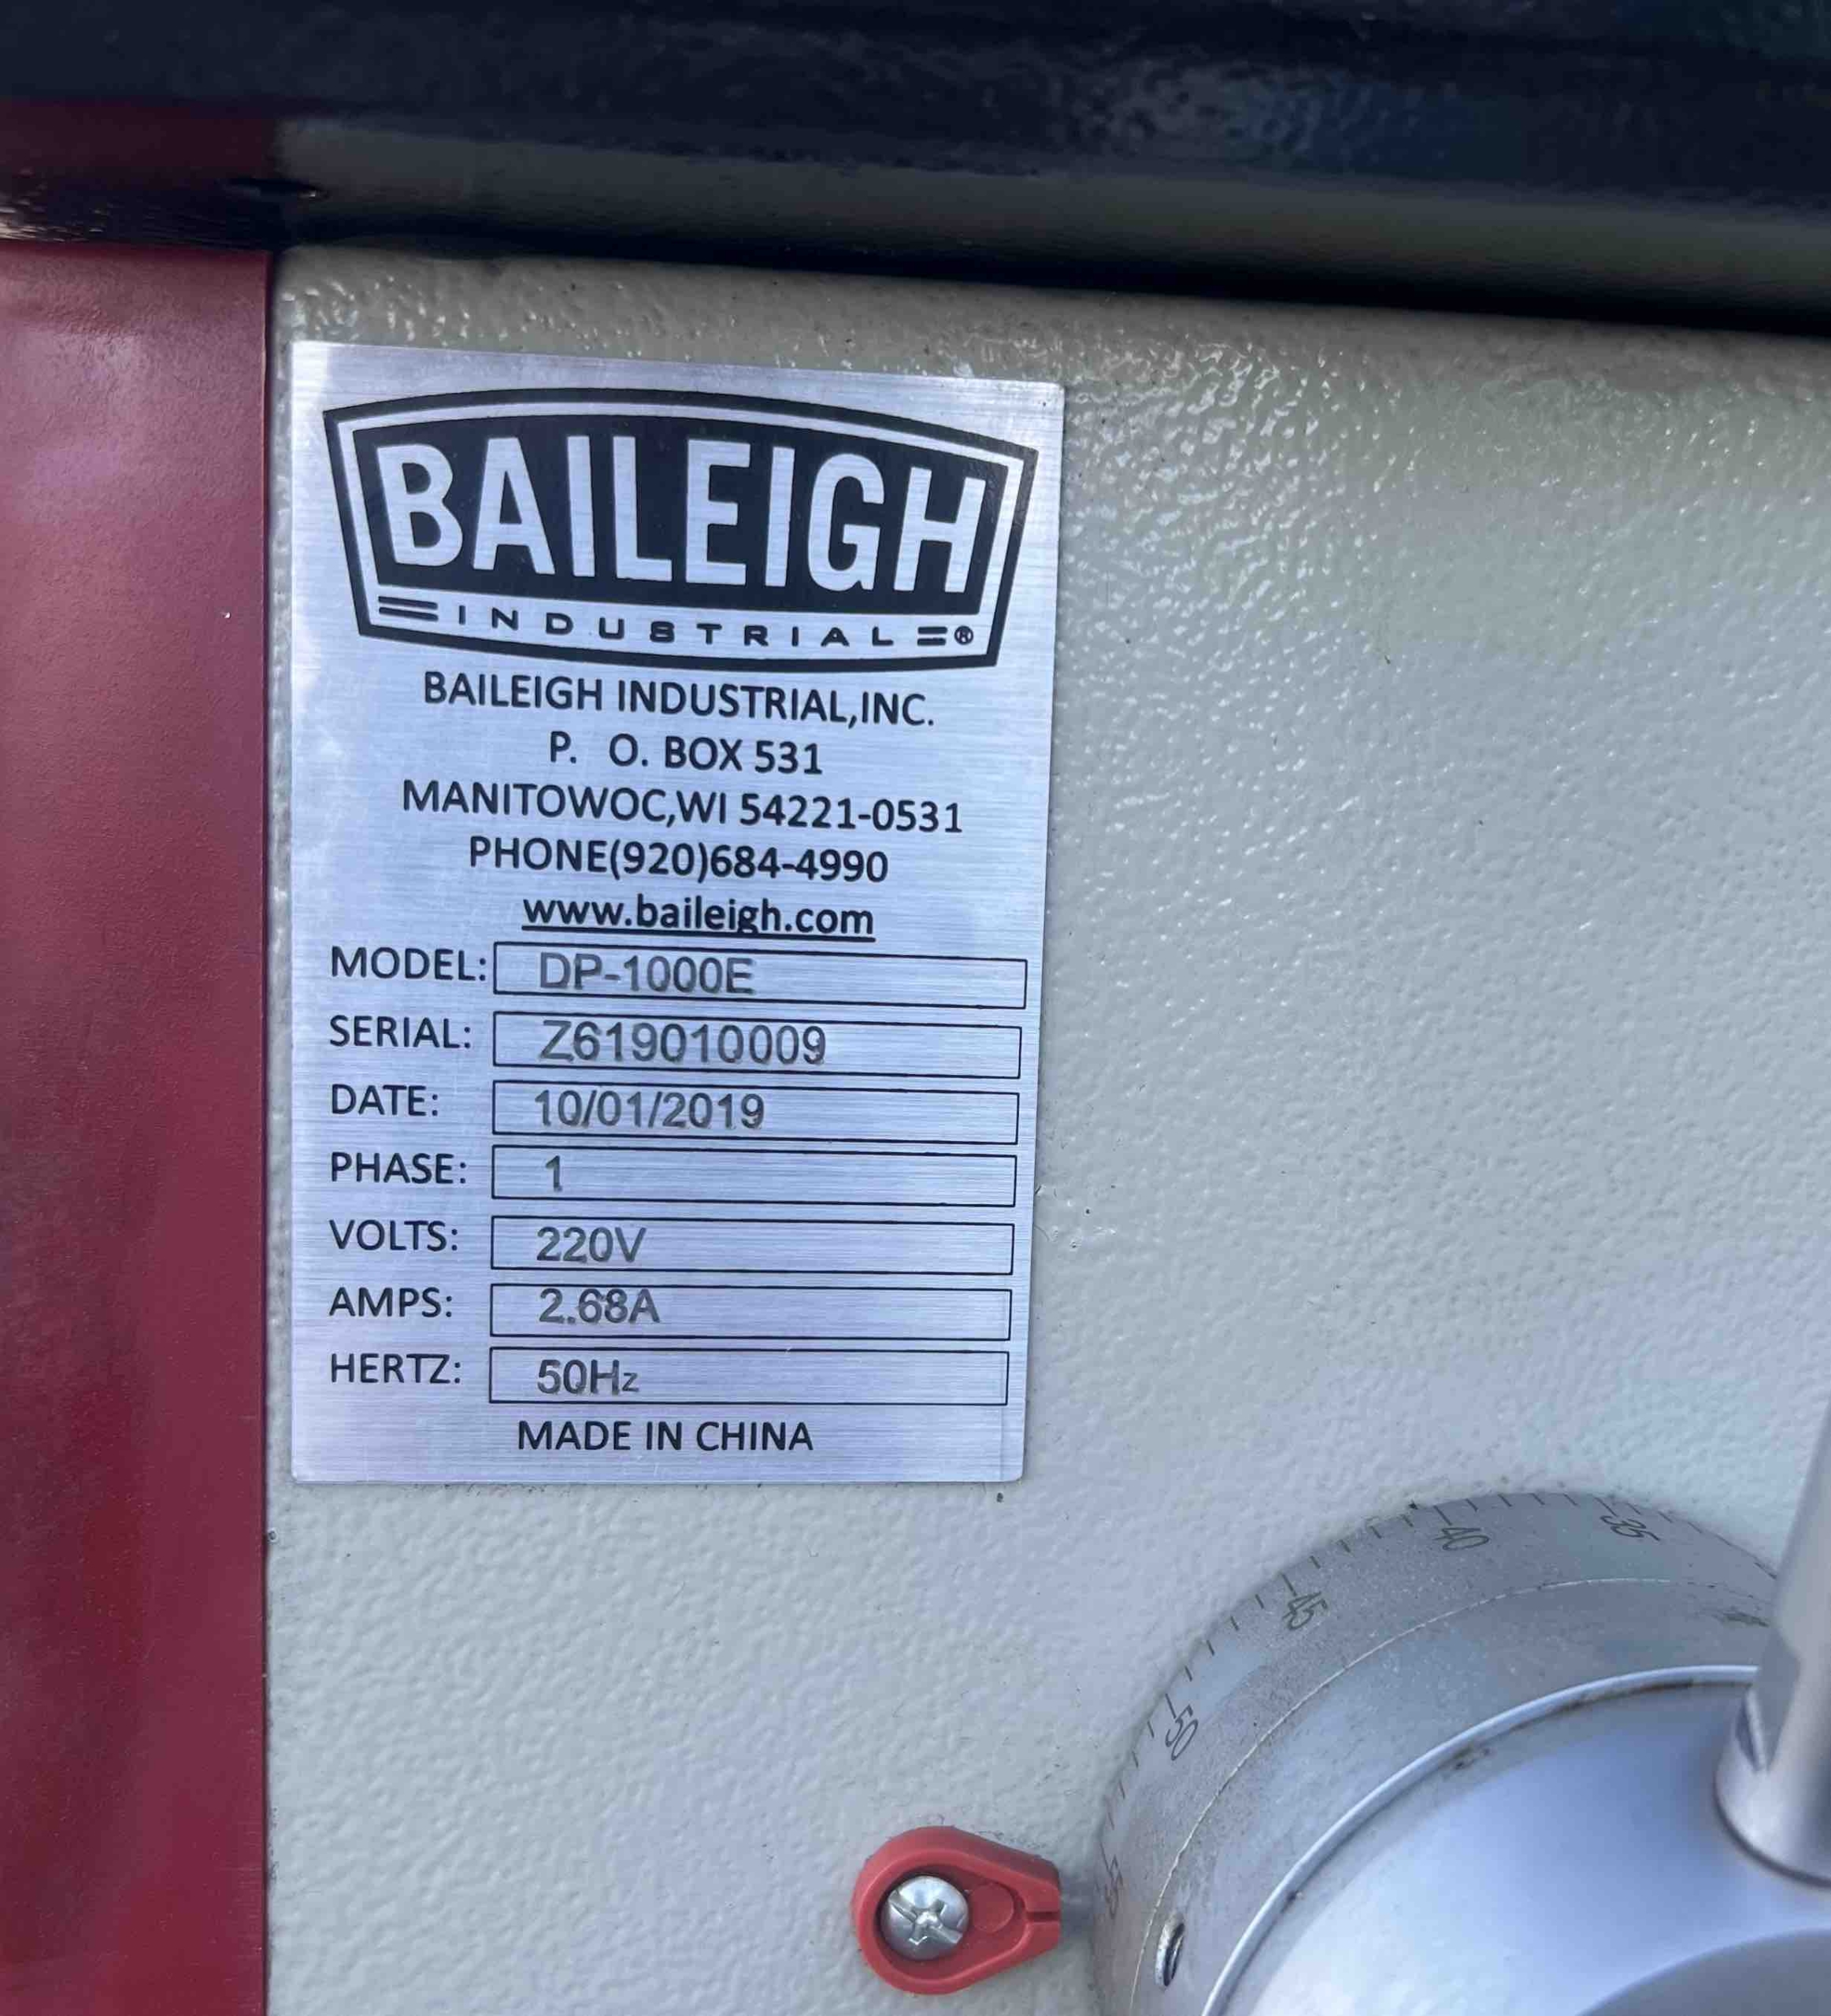 BAILEIGH
INDUSTRIAL®
BAILEIGH INDUSTRIAL,INC.
P. O. BOX 531
MANITOWOC,WI 54221-0531
PHONE(920)684-4990
www.baileigh.com
MODEL: DP-1000E
SERIAL: Z619010009
DATE: 10/01/2019
PHASE: 1
VOLTS: 220V
AMPS: 2.68A
HERTZ: 50Hz
MADE IN CHINA
35
40
45
50
55